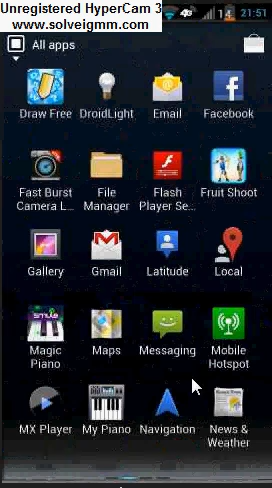 Unregistered HyperCam 3
www.solveigmm.com
4G 21:51
All apps
Draw Free DroidLight Email Facebook
Fast Burst File Flash Fruit Shoot
Camera L... Manager Player Se...
Gallery Gmail Latitude Local
smule
Magic Maps Messaging Mobile
Piano Hotspot
MX Player My Piano Navigation News &
Weather